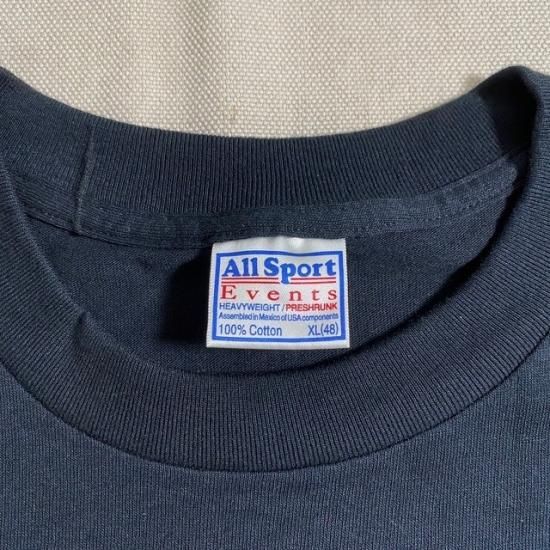 All Sport
Events
HEAVYWEIGHT/PRESHRUNK
Assembled in Mexico of USA components
100% Cotton XL(48)